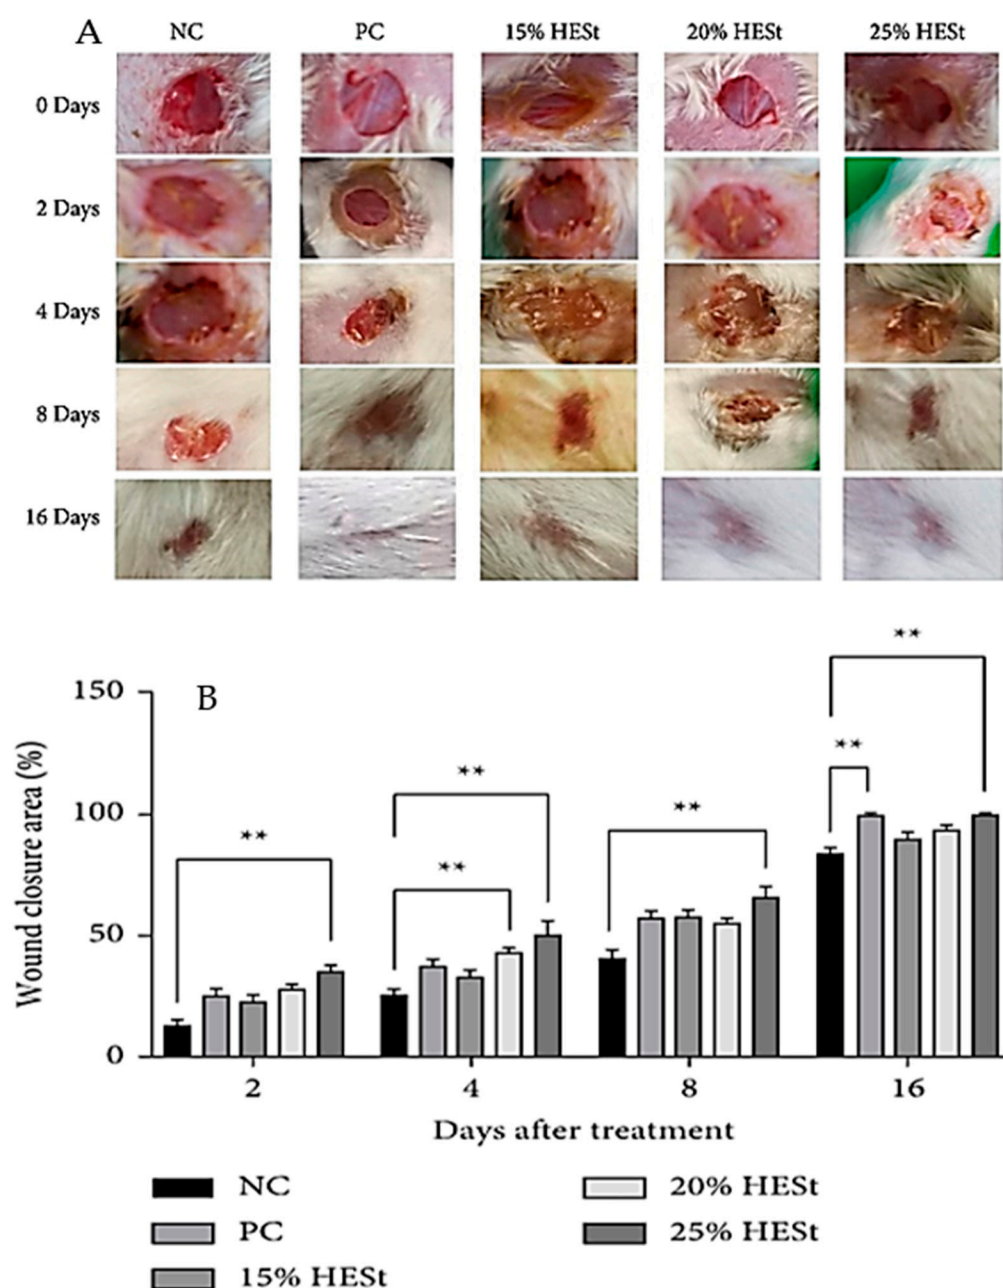 A NC PC 15% HESt 20% HESt 25% HESt
0 Days
2 Days
4 Days
8 Days
16 Days
B
Wound closure area (%)
150
100
50
0
**
**
**
**
**
**
2 4 8 16
Days after treatment
NC
PC
15% HESt
20% HESt
25% HESt